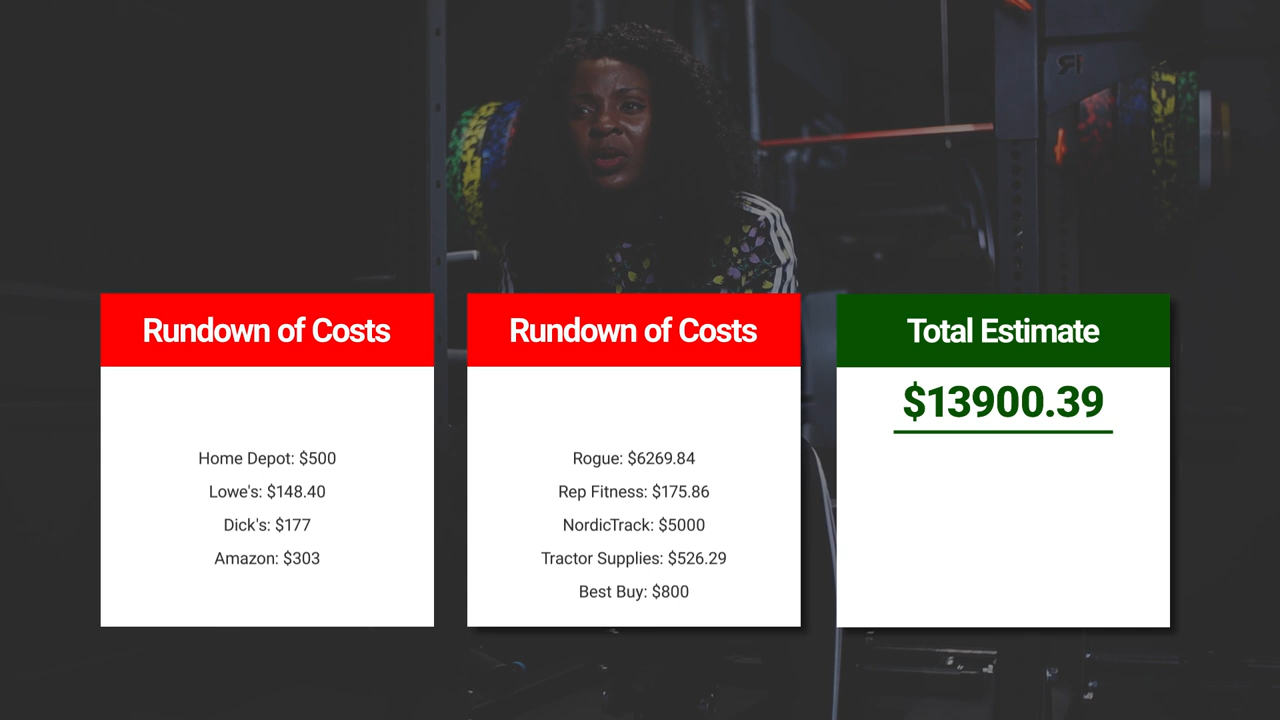 Rundown of Costs
Home Depot: $500
Lowe's: $148.40
Dick's: $177
Amazon: $303
Rundown of Costs
Rogue: $6269.84
Rep Fitness: $175.86
NordicTrack: $5000
Tractor Supplies: $526.29
Best Buy: $800
Total Estimate
$13900.39